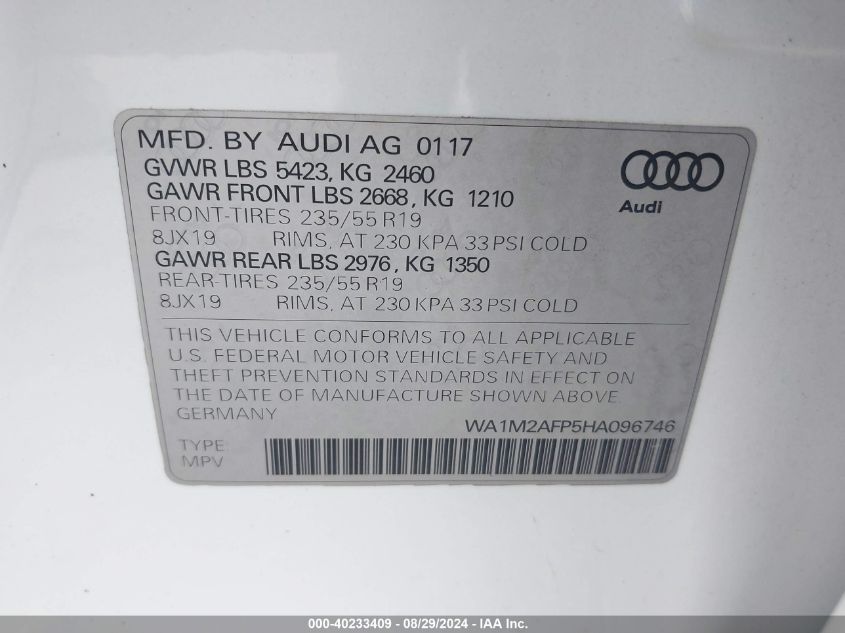 MFD. BY AUDI AG 01 17
GVWR LBS 5423, KG 2460
GAWR FRONT LBS 2668, KG 1210
FRONT-TIRES 235/55 R19
8JX19 RIMS, AT 230 KPA 33 PSI COLD
GAWR REAR LBS 2976, KG 1350
REAR-TIRES 235/55 R19
8JX19 RIMS, AT 230 KPA 33 PSI COLD
Audi
THIS VEHICLE CONFORMS TO ALL APPLICABLE
U.S. FEDERAL MOTOR VEHICLE SAFETY AND
THEFT PREVENTION STANDARDS IN EFFECT ON
THE DATE OF MANUFACTURE SHOWN ABOVE.
GERMANY
WA1M2AFP5HA096746
TYPE:
MPV
000-40233409 - 08/29/2024 - IAA Inc.